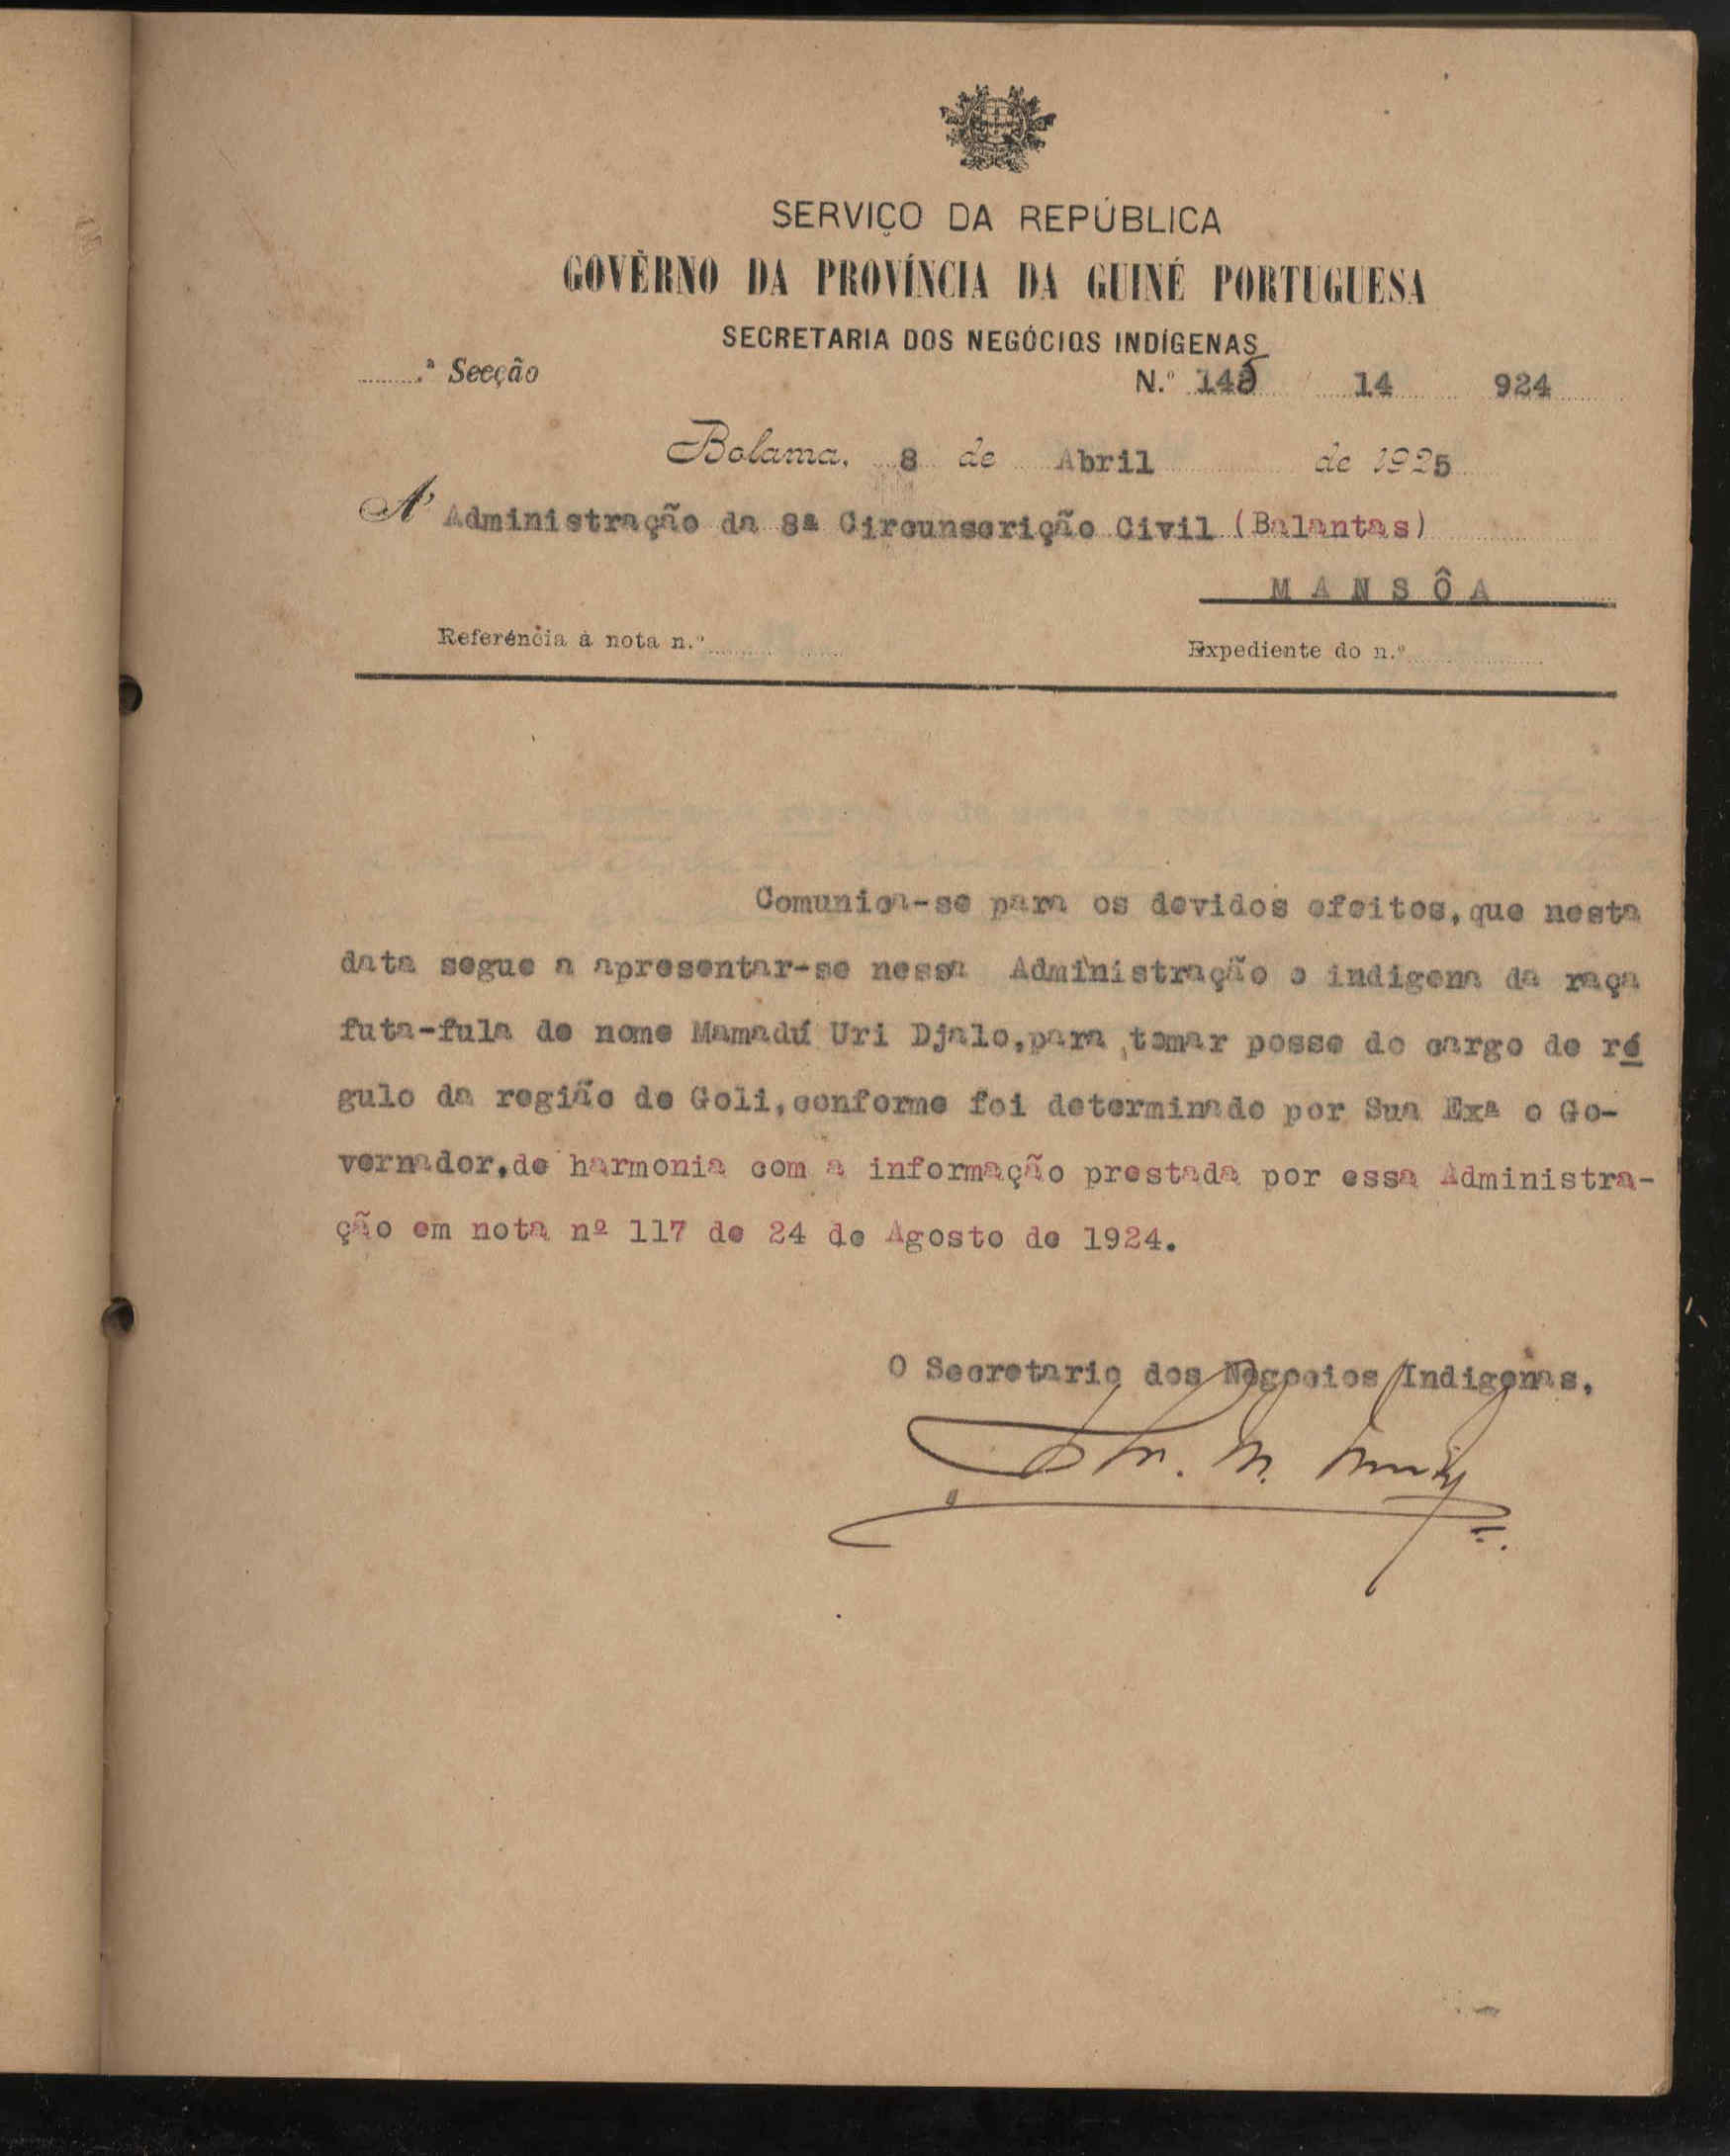 SERVIÇO DA REPÚBLICA
GOVÊRNO DA PROVÍNCIA DA GUINÉ PORTUGUESA
SECRETARIA DOS NEGÓCIOS INDÍGENAS
.ª Secção
N.º 145 14 924
Bolama, 8 de Abril de 1925
A' Administração da 8ª Circunscrição Civil (Balantas)
MANSÔA
Referência à nota n.º
Expediente do n.º
Comunica-se para os devidos efeitos, que nesta
data segue a apresentar-se nessa Administração o indigena da raça
futa-fula de nome Mamadú Uri Djalo, para tomar posse do cargo de ré
gulo da região de Goli, conforme foi determinado por Sua Exª o Go-
vernador, de harmonia com a informação prestada por essa Administra-
ção em nota nº 117 de 24 de Agosto de 1924.
O Secretario dos Negocios Indigenas,